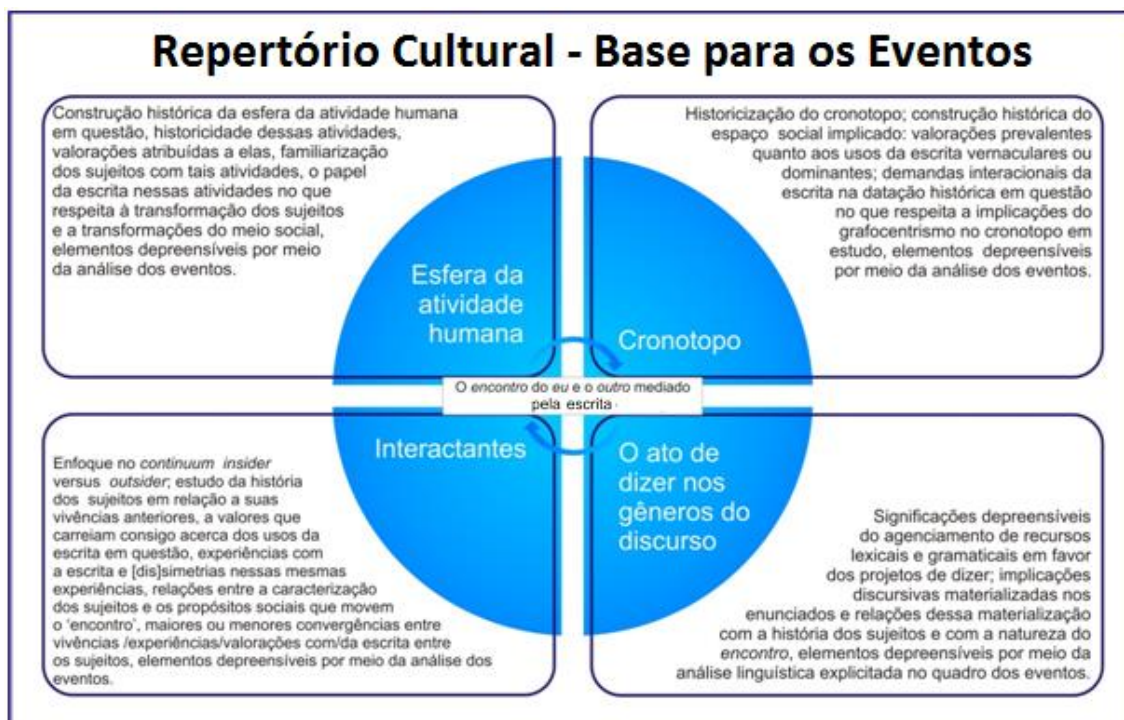 Repertório Cultural - Base para os Eventos
Construção histórica da esfera da atividade humana
em questão, historicidade dessas atividades,
valorações atribuídas a elas, familiarização
dos sujeitos com tais atividades, o papel
da escrita nessas atividades no que
respeita à transformação dos sujeitos
e a transformações do meio social,
elementos depreensíveis por meio
da análise dos eventos.
Esfera da
atividade
humana
Historicização do cronotopo; construção histórica do
espaço social implicado: valorações prevalentes
quanto aos usos da escrita vernaculares ou
dominantes; demandas interacionais da
escrita na datação histórica em questão
no que respeita a implicações do
grafocentrismo no cronotopo em
estudo, elementos depreensíveis
por meio da análise dos eventos.
Cronotopo
O encontro do eu e o outro mediado
pela escrita
Interactantes
Enfoque no continuum insider
versus outsider; estudo da história
dos sujeitos em relação a suas
vivências anteriores, a valores que
carreiam consigo acerca dos usos da
escrita em questão, experiências com
a escrita e [dis]simetrias nessas mesmas
experiências, relações entre a caracterização
dos sujeitos e os propósitos sociais que movem
o 'encontro', maiores ou menores convergências entre
vivências /experiências/valorações com/da escrita entre
os sujeitos, elementos depreensíveis por meio da análise dos
eventos.
O ato de
dizer nos
gêneros do
discurso
Significações depreensíveis
do agenciamento de recursos
lexicais e gramaticais em favor
dos projetos de dizer; implicações
discursivas materializadas nos
enunciados e relações dessa materialização
com a história dos sujeitos e com a natureza do
encontro, elementos depreensíveis por meio da
análise linguística explicitada no quadro dos eventos.